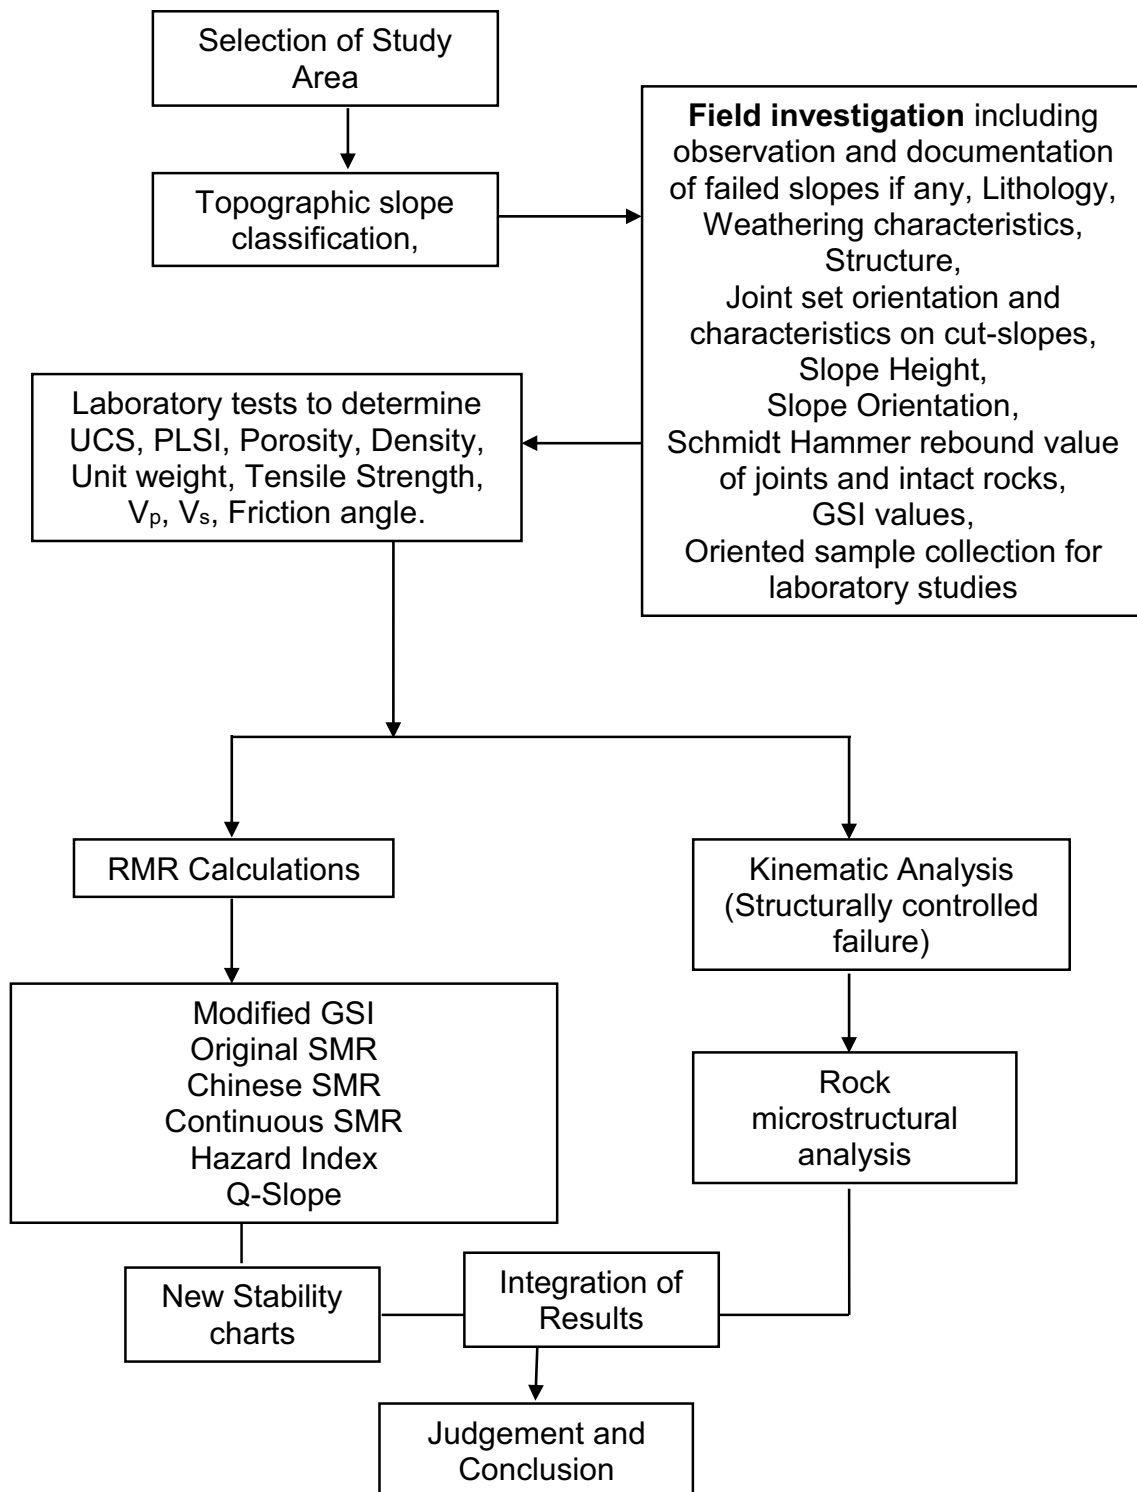 Selection of Study
Area
Topographic slope
classification,
Field investigation including
observation and documentation
of failed slopes if any, Lithology,
Weathering characteristics,
Structure,
Joint set orientation and
characteristics on cut-slopes,
Slope Height,
Slope Orientation,
Schmidt Hammer rebound value
of joints and intact rocks,
GSI values,
Oriented sample collection for
laboratory studies
Laboratory tests to determine
UCS, PLSI, Porosity, Density,
Unit weight, Tensile Strength,
Vp, Vs, Friction angle.
RMR Calculations
Kinematic Analysis
(Structurally controlled
failure)
Modified GSI
Original SMR
Chinese SMR
Continuous SMR
Hazard Index
Q-Slope
Rock
microstructural
analysis
New Stability
charts
Integration of
Results
Judgement and
Conclusion